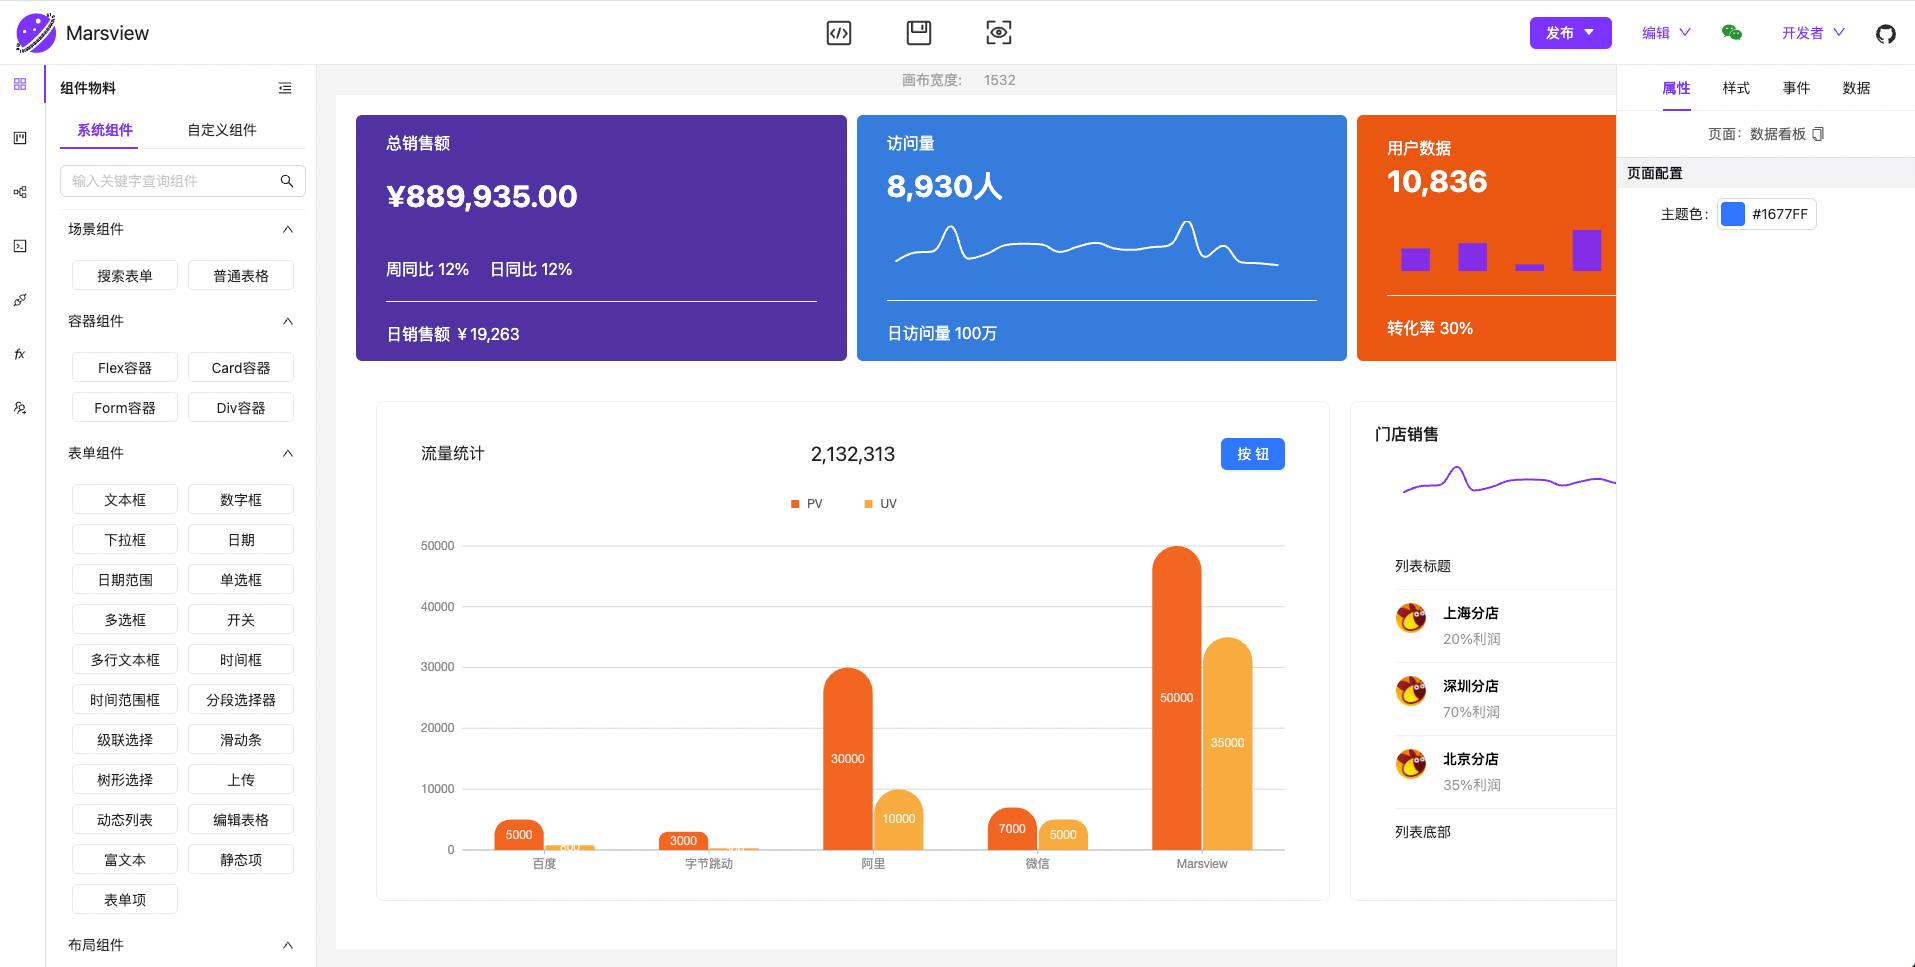 Marsview
发布
编辑
开发者
组件物料
系统组件 自定义组件
输入关键字查询组件
场景组件
搜索表单 普通表格
容器组件
Flex容器 Card容器
Form容器 Div容器
表单组件
文本框 数字框
下拉框 日期
日期范围 单选框
多选框 开关
多行文本框 时间框
时间范围框 分段选择器
级联选择 滑动条
树形选择 上传
动态列表 编辑表格
富文本 静态项
表单项
布局组件
画布宽度: 1532
总销售额
¥889,935.00
周同比 12% 日同比 12%
日销售额 ¥19,263
访问量
8,930人
日访问量 100万
用户数据
10,836
转化率 30%
流量统计
2,132,313
按 钮
PV UV
50000
40000
30000
20000
10000
0
5000
3000
30000
10000
7000
5000
50000
35000
百度 字节跳动 阿里 微信 Marsview
门店销售
列表标题
上海分店
20%利润
深圳分店
70%利润
北京分店
35%利润
列表底部
属性 样式 事件 数据
页面: 数据看板
页面配置
主题色: #1677FF